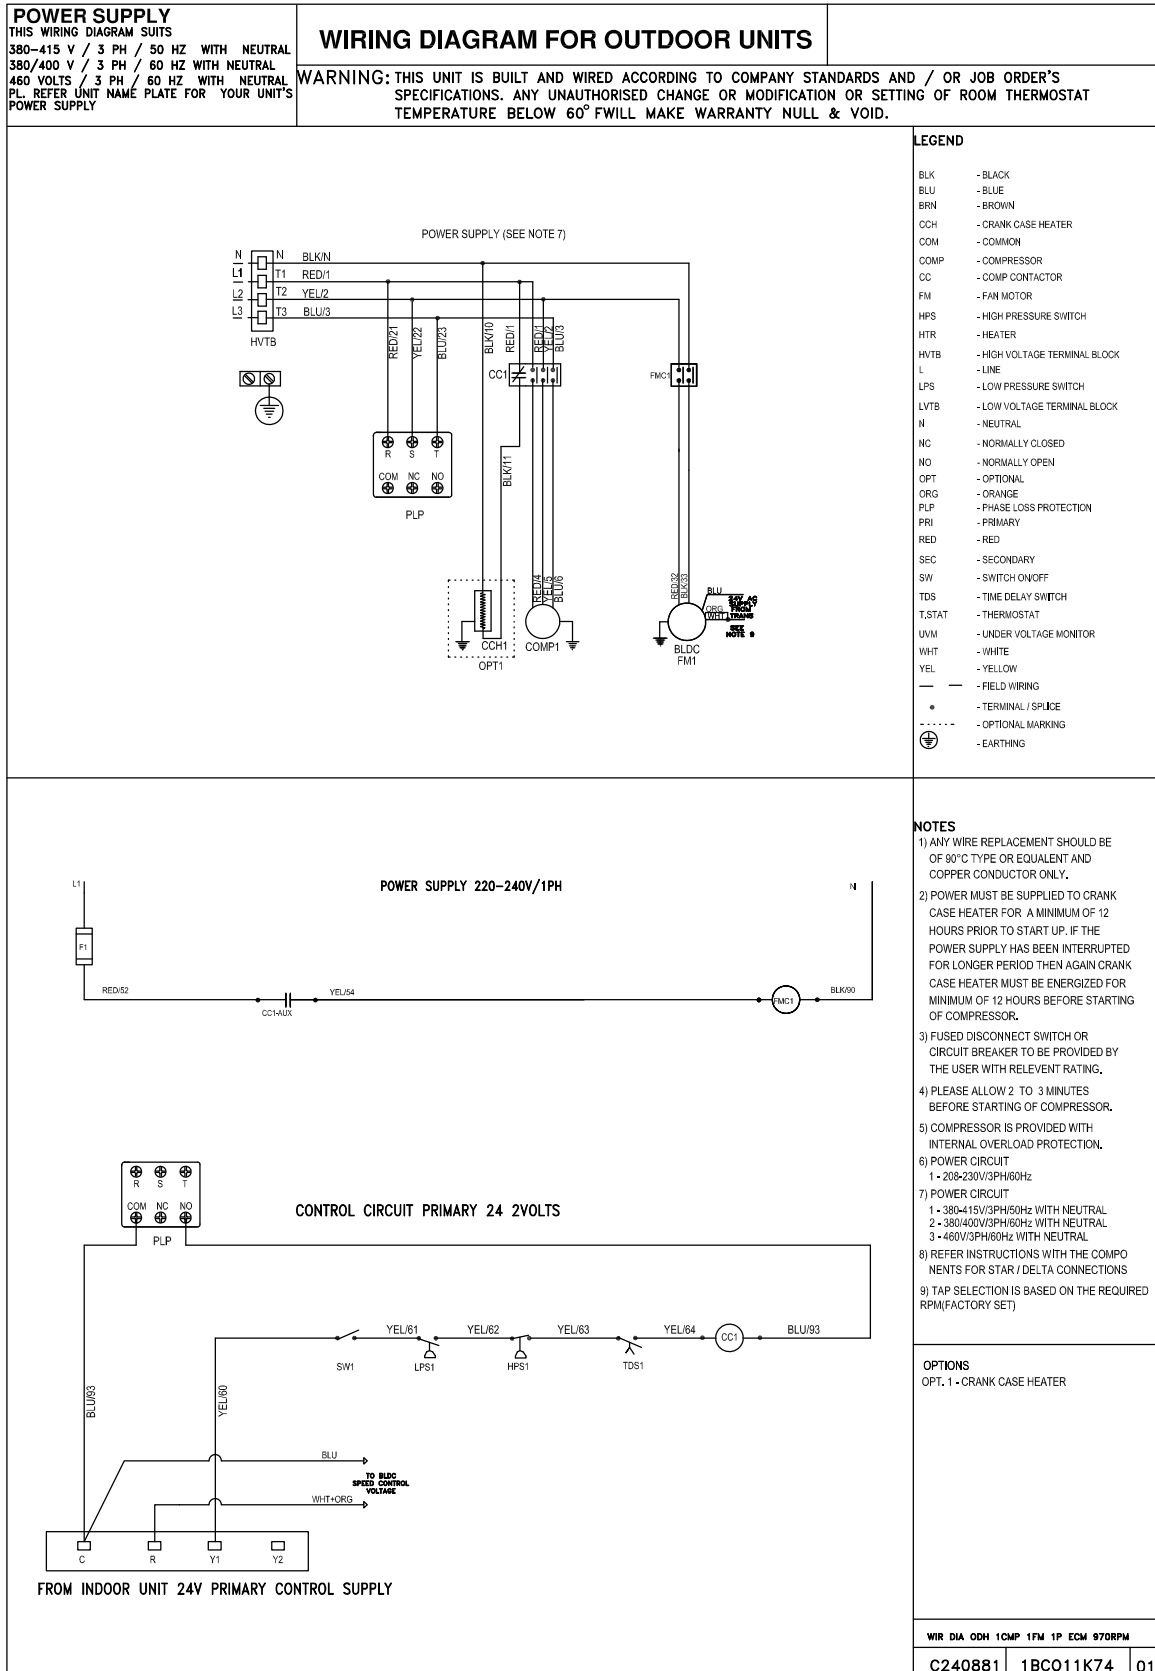 POWER SUPPLY
THIS WIRING DIAGRAM SUITS
380-415 V / 3 PH / 50 HZ WITH NEUTRAL
380/400 V / 3 PH / 60 HZ WITH NEUTRAL
460 VOLTS / 3 PH / 60 HZ WITH NEUTRAL
PL. REFER UNIT NAME PLATE FOR YOUR UNIT'S
POWER SUPPLY
WIRING DIAGRAM FOR OUTDOOR UNITS
WARNING: THIS UNIT IS BUILT AND WIRED ACCORDING TO COMPANY STANDARDS AND / OR JOB ORDER'S
SPECIFICATIONS. ANY UNAUTHORISED CHANGE OR MODIFICATION OR SETTING OF ROOM THERMOSTAT
TEMPERATURE BELOW 60° FWILL MAKE WARRANTY NULL & VOID.
POWER SUPPLY (SEE NOTE 7)
N N BLK/N
L1 T1 RED/1
L2 T2 YEL/2
L3 T3 BLU/3
HVTB
RED/21
YEL/22
BLU/23
BLK/10
RED/1
RED/1
YEL/2
BLU/3
CC1
FMC1
R S T
COM NC NO
PLP
BLK/11
RED/4
YEL/5
BLU/6
RED/32
BLK/33
BLU
ORG
WHT
24V AC
SUPPLY
FROM
TRANS
SEE
NOTE 9
CCH1
OPT1
COMP1
BLDC
FM1
LEGEND
BLK - BLACK
BLU - BLUE
BRN - BROWN
CCH - CRANK CASE HEATER
COM - COMMON
COMP - COMPRESSOR
CC - COMP CONTACTOR
FM - FAN MOTOR
HPS - HIGH PRESSURE SWITCH
HTR - HEATER
HVTB - HIGH VOLTAGE TERMINAL BLOCK
L - LINE
LPS - LOW PRESSURE SWITCH
LVTB - LOW VOLTAGE TERMINAL BLOCK
N - NEUTRAL
NC - NORMALLY CLOSED
NO - NORMALLY OPEN
OPT - OPTIONAL
ORG - ORANGE
PLP - PHASE LOSS PROTECTION
PRI - PRIMARY
RED - RED
SEC - SECONDARY
SW - SWITCH ON/OFF
TDS - TIME DELAY SWITCH
T.STAT - THERMOSTAT
UVM - UNDER VOLTAGE MONITOR
WHT - WHITE
YEL - YELLOW
- FIELD WIRING
- TERMINAL / SPLICE
- OPTIONAL MARKING
- EARTHING
L1
POWER SUPPLY 220-240V/1PH
N
F1
RED/52
CC1-AUX
YEL/54
FMC1
BLK/90
R S T
COM NC NO
PLP
CONTROL CIRCUIT PRIMARY 24 2VOLTS
YEL/61
YEL/62
YEL/63
YEL/64
CC1
BLU/93
SW1
LPS1
HPS1
TDS1
BLU/93
YEL/60
BLU
TO BLDC
SPEED CONTROL
VOLTAGE
WHT+ORG
C R Y1 Y2
FROM INDOOR UNIT 24V PRIMARY CONTROL SUPPLY
NOTES
1) ANY WIRE REPLACEMENT SHOULD BE
OF 90°C TYPE OR EQUALENT AND
COPPER CONDUCTOR ONLY.
2) POWER MUST BE SUPPLIED TO CRANK
CASE HEATER FOR A MINIMUM OF 12
HOURS PRIOR TO START UP. IF THE
POWER SUPPLY HAS BEEN INTERRUPTED
FOR LONGER PERIOD THEN AGAIN CRANK
CASE HEATER MUST BE ENERGIZED FOR
MINIMUM OF 12 HOURS BEFORE STARTING
OF COMPRESSOR.
3) FUSED DISCONNECT SWITCH OR
CIRCUIT BREAKER TO BE PROVIDED BY
THE USER WITH RELEVENT RATING.
4) PLEASE ALLOW 2 TO 3 MINUTES
BEFORE STARTING OF COMPRESSOR.
5) COMPRESSOR IS PROVIDED WITH
INTERNAL OVERLOAD PROTECTION.
6) POWER CIRCUIT
1 - 208-230V/3PH/60Hz
7) POWER CIRCUIT
1 - 380-415V/3PH/50Hz WITH NEUTRAL
2 - 380/400V/3PH/60Hz WITH NEUTRAL
3 - 460V/3PH/60Hz WITH NEUTRAL
8) REFER INSTRUCTIONS WITH THE COMPO
NENTS FOR STAR / DELTA CONNECTIONS
9) TAP SELECTION IS BASED ON THE REQUIRED
RPM(FACTORY SET)
OPTIONS
OPT. 1 - CRANK CASE HEATER
WIR DIA ODH 1CMP 1FM 1P ECM 970RPM
C240881 1BCO11K74 01